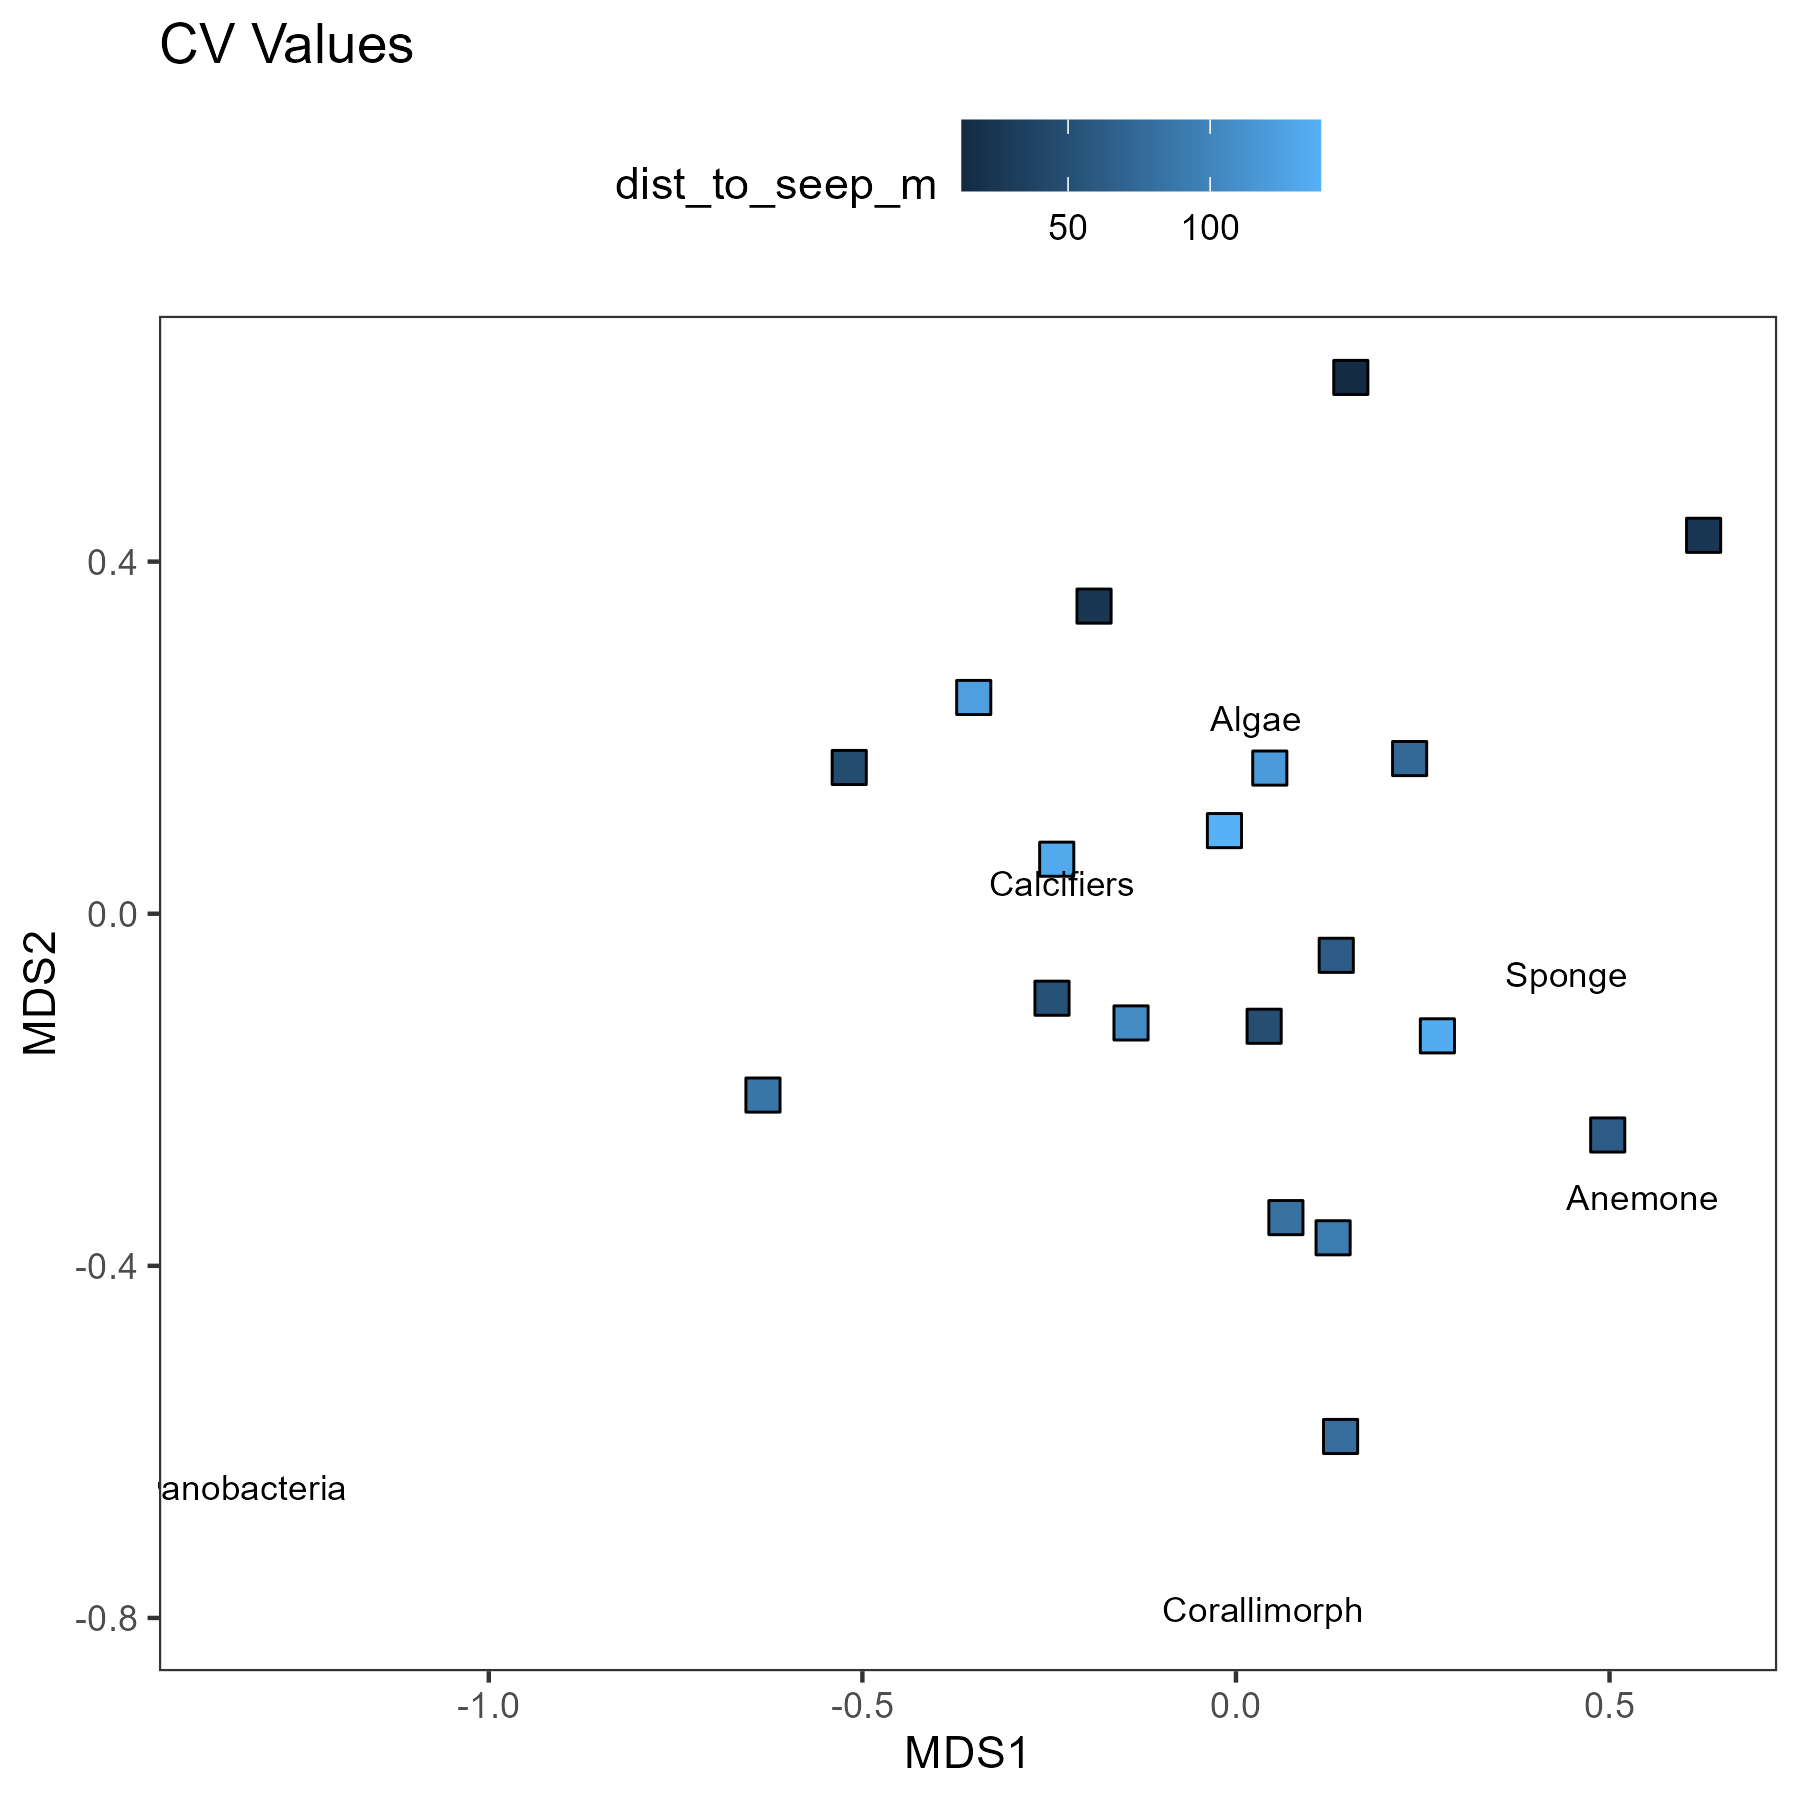 CV Values
dist_to_seep_m
50 100
Algae
Calcifiers
Sponge
Anemone
anobacteria
Corallimorph
0.4
0.0
-0.4
-0.8
MDS2
-1.0 -0.5 0.0 0.5
MDS1